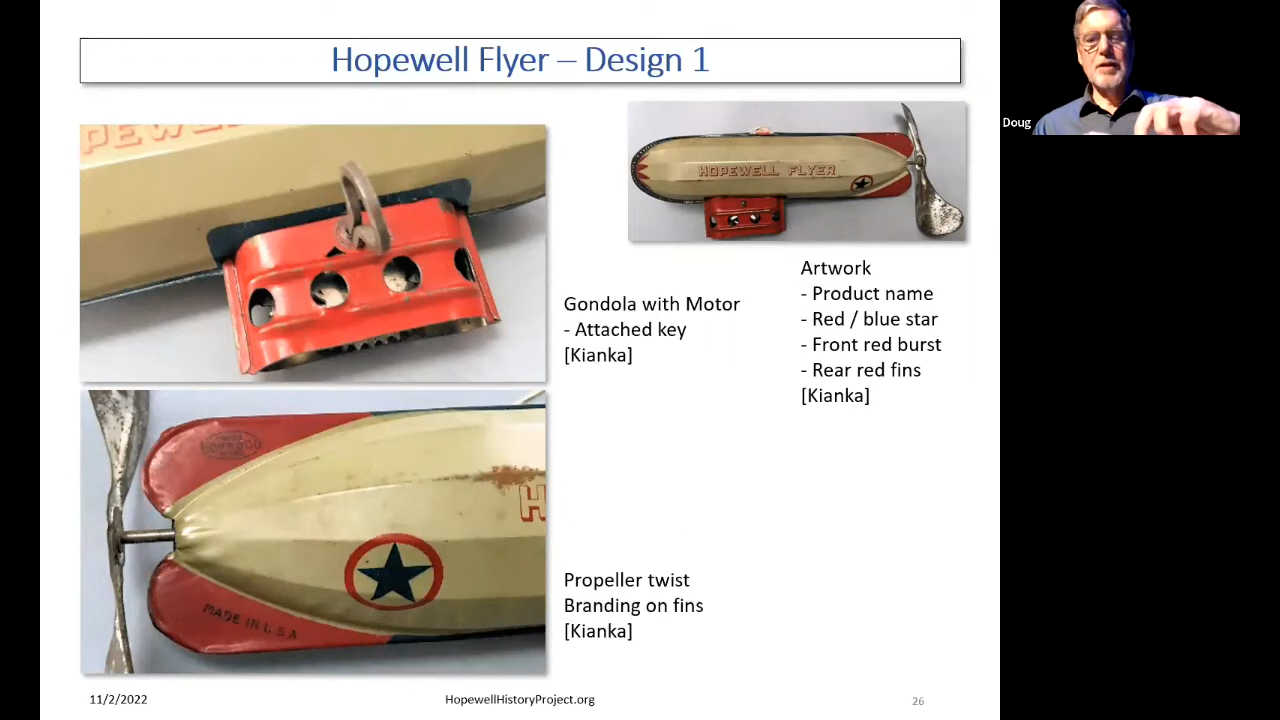 Hopewell Flyer – Design 1
PEWELL
HOPEWELL FLYER
Doug
Gondola with Motor
- Attached key
[Kianka]
Artwork
- Product name
- Red / blue star
- Front red burst
- Rear red fins
[Kianka]
H
MADE IN U.S.A
Propeller twist
Branding on fins
[Kianka]
11/2/2022
HopewellHistoryProject.org
26